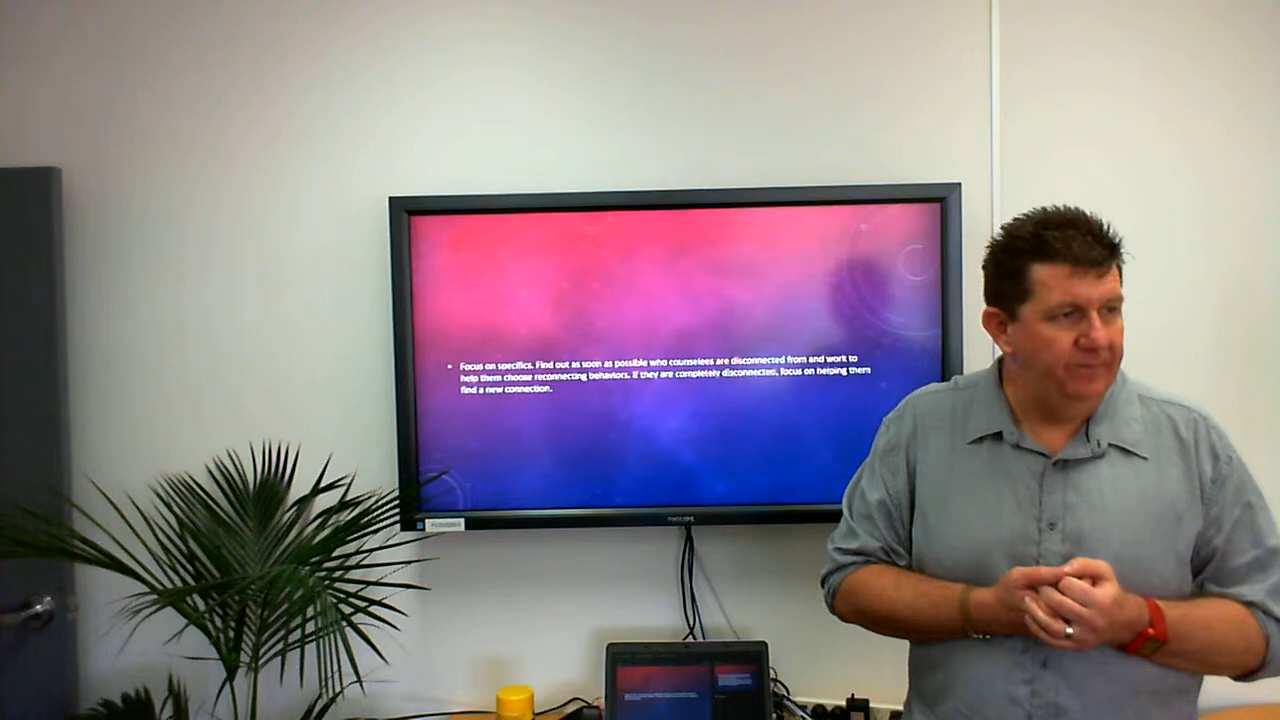 Focus on specifics. Find out as soon as possible who counselees are disconnected from and work to
help them choose reconnecting behaviors. If they are completely disconnected, focus on helping them
find a new connection.